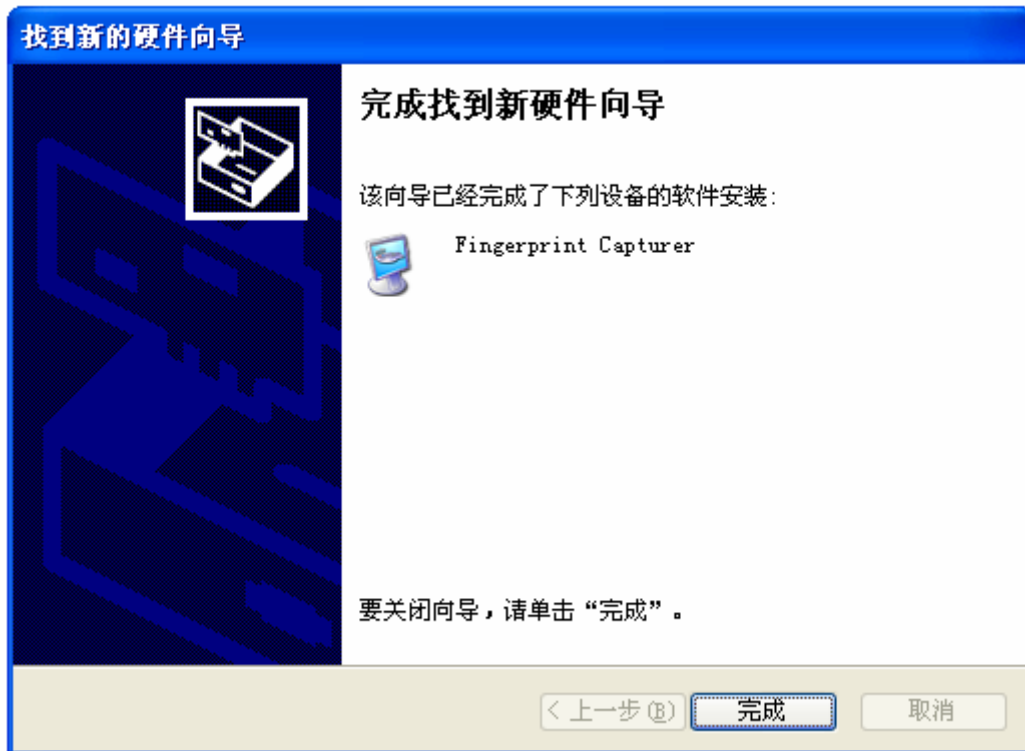 找到新的硬件向导
完成找到新硬件向导
该向导已经完成了下列设备的软件安装:
Fingerprint Capturer
要关闭向导,请单击“完成”。
< 上一步(B)
完成
取消